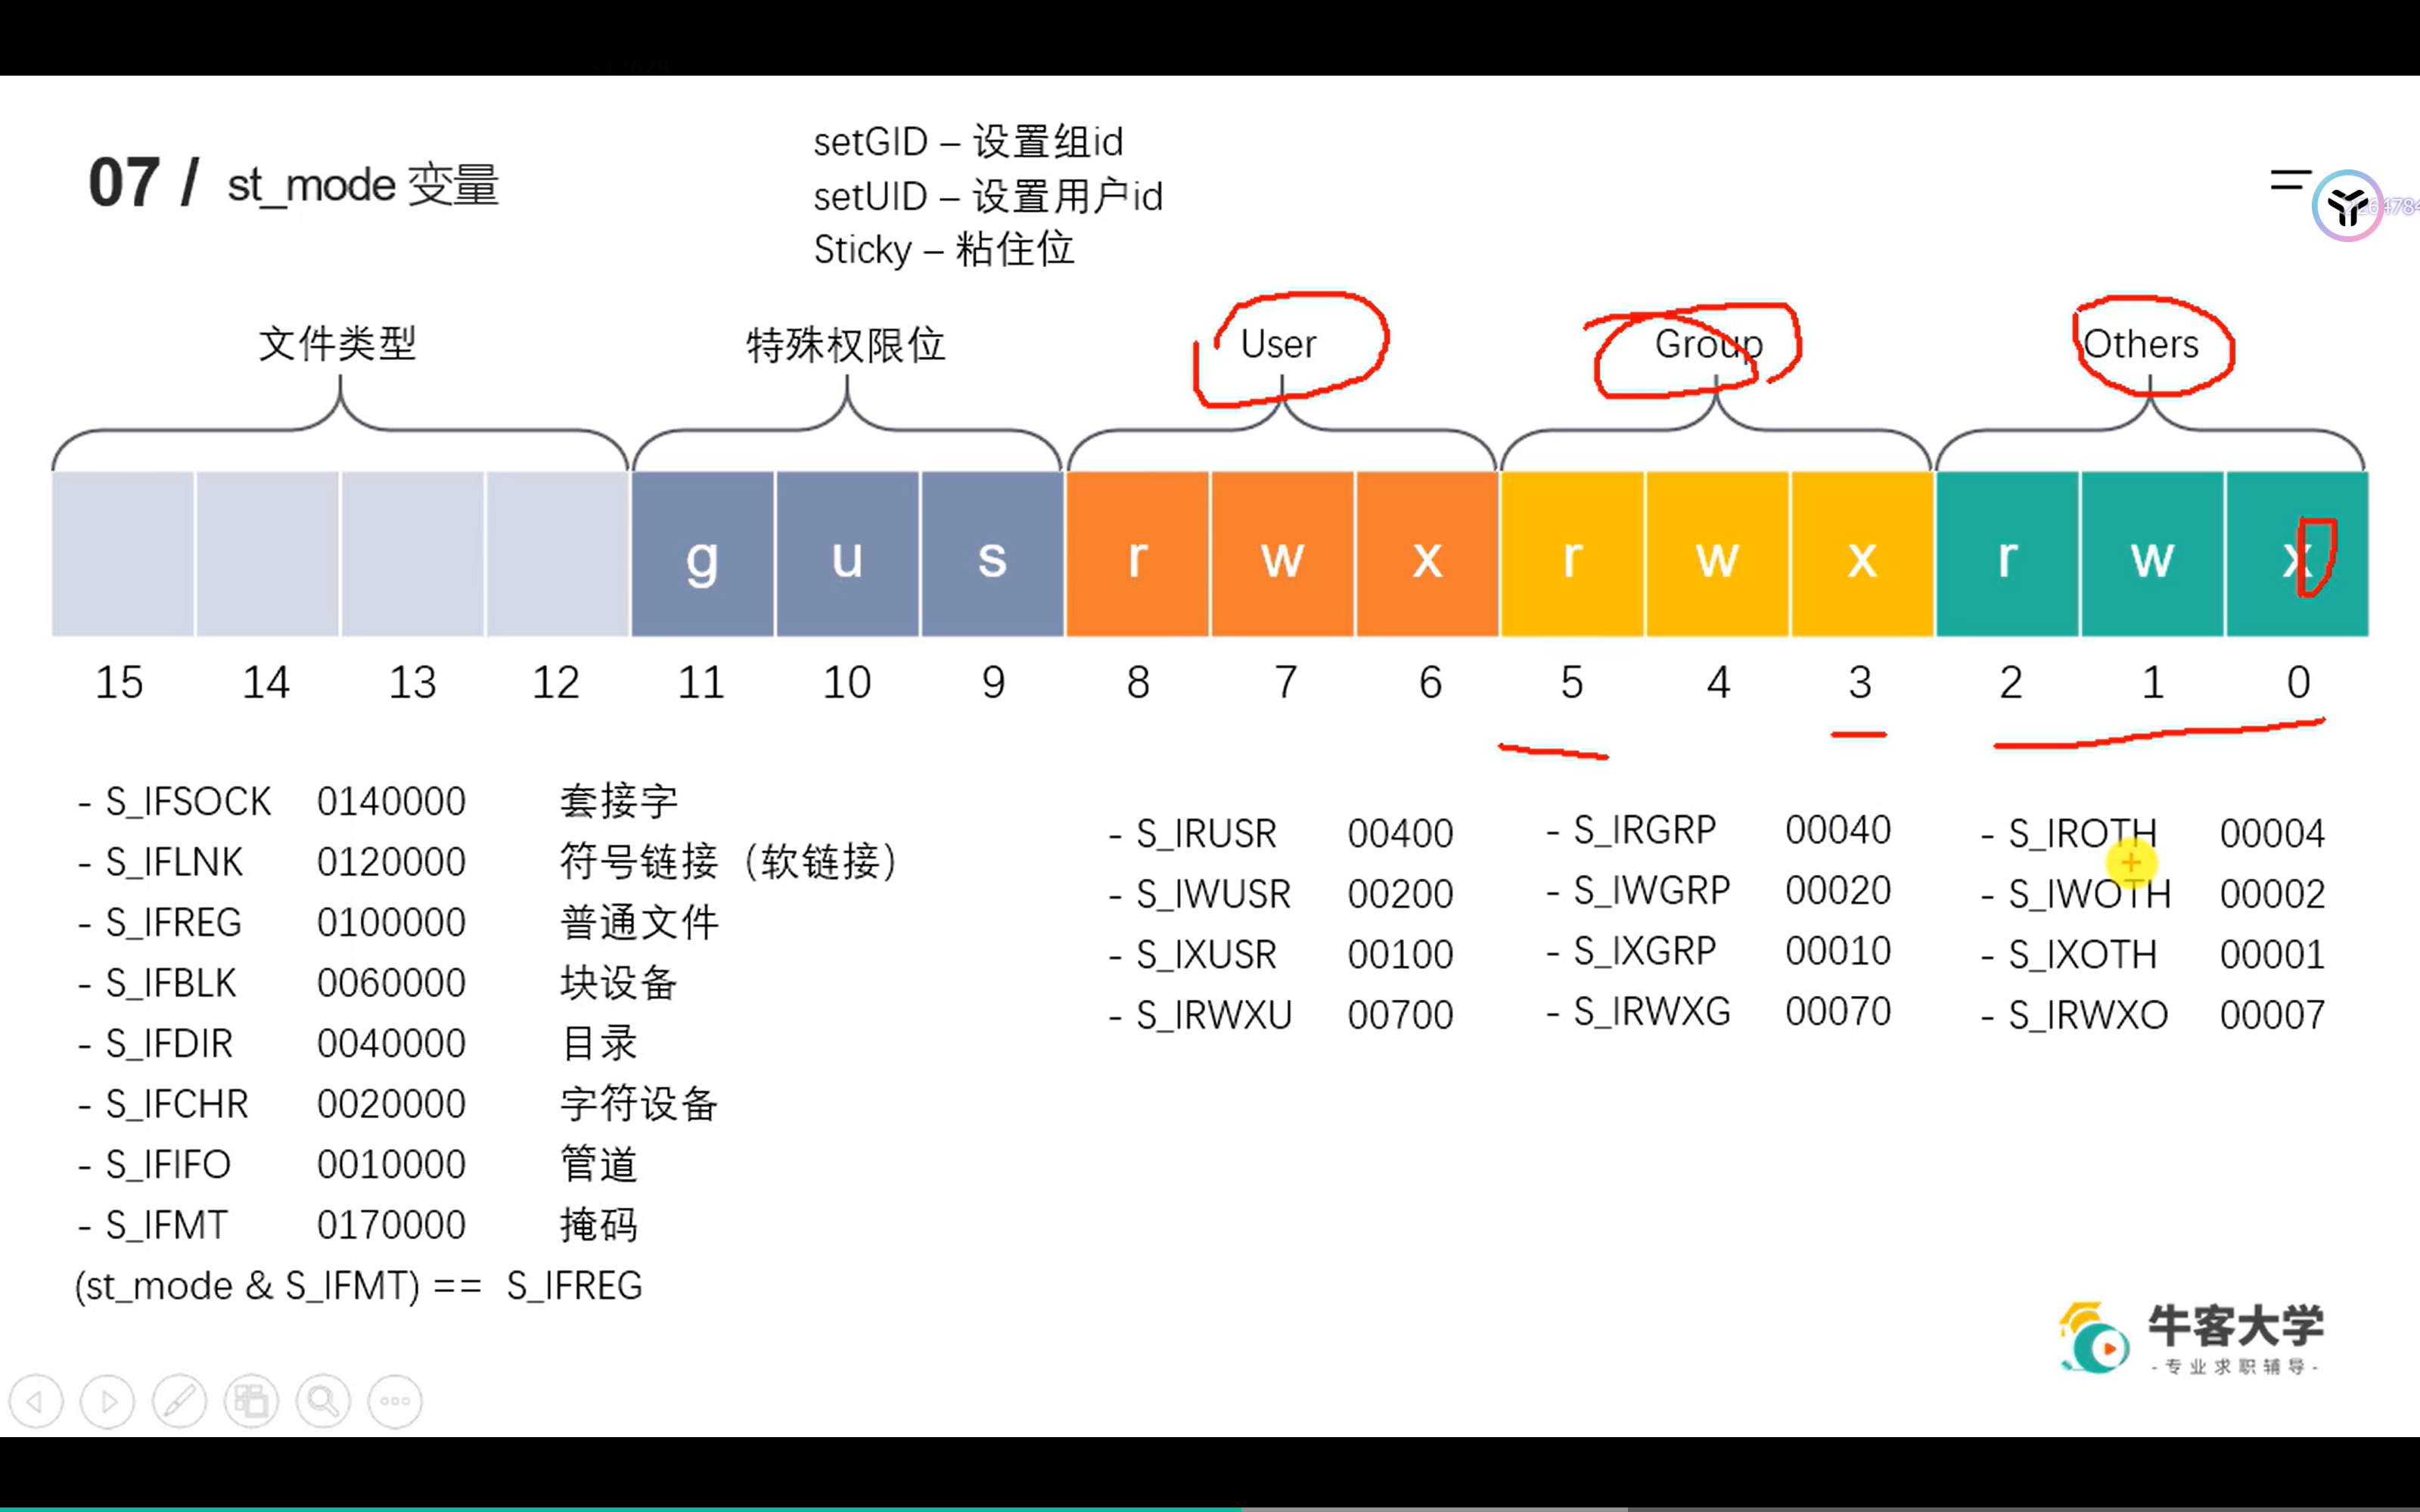 07 / st_mode 变量
setGID – 设置组id
setUID – 设置用户id
Sticky – 粘住位
文件类型 特殊权限位 User Group Others
g u s r w x r w x r w x
15 14 13 12 11 10 9 8 7 6 5 4 3 2 1 0
- S_IFSOCK 0140000 套接字
- S_IFLNK 0120000 符号链接（软链接）
- S_IFREG 0100000 普通文件
- S_IFBLK 0060000 块设备
- S_IFDIR 0040000 目录
- S_IFCHR 0020000 字符设备
- S_IFIFO 0010000 管道
- S_IFMT 0170000 掩码
(st_mode & S_IFMT) == S_IFREG
- S_IRUSR 00400
- S_IWUSR 00200
- S_IXUSR 00100
- S_IRWXU 00700
- S_IRGRP 00040
- S_IWGRP 00020
- S_IXGRP 00010
- S_IRWXG 00070
- S_IROTH 00004
- S_IWOTH 00002
- S_IXOTH 00001
- S_IRWXO 00007
牛客大学
- 专业求职辅导 -